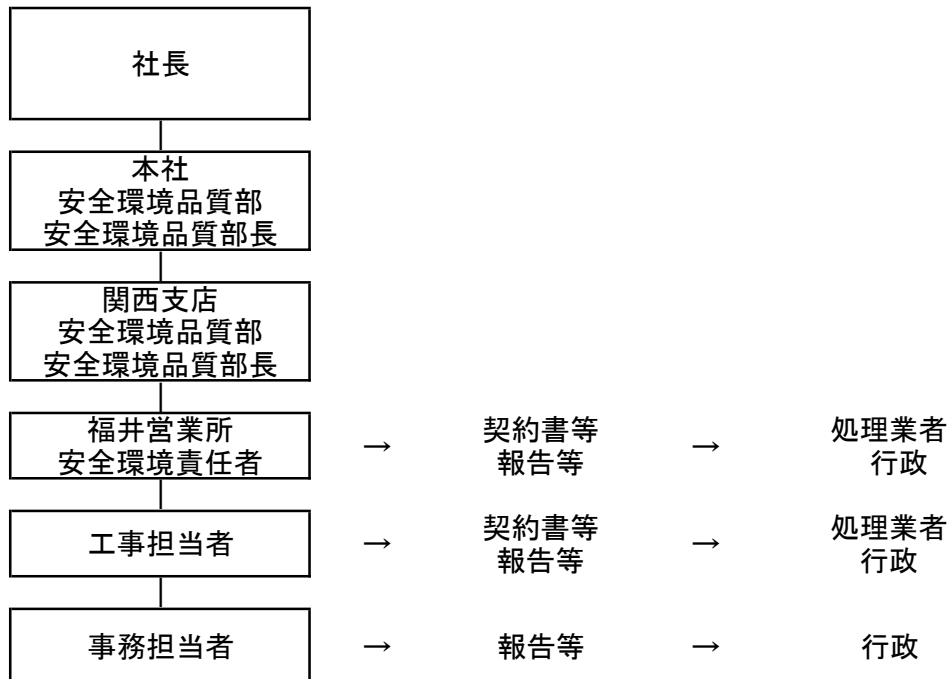 社長
本社
安全環境品質部
安全環境品質部長
関西支店
安全環境品質部
安全環境品質部長
福井営業所
安全環境責任者
→
契約書等
報告等
→
処理業者
行政
工事担当者
→
契約書等
報告等
→
処理業者
行政
事務担当者
→
報告等
→
行政